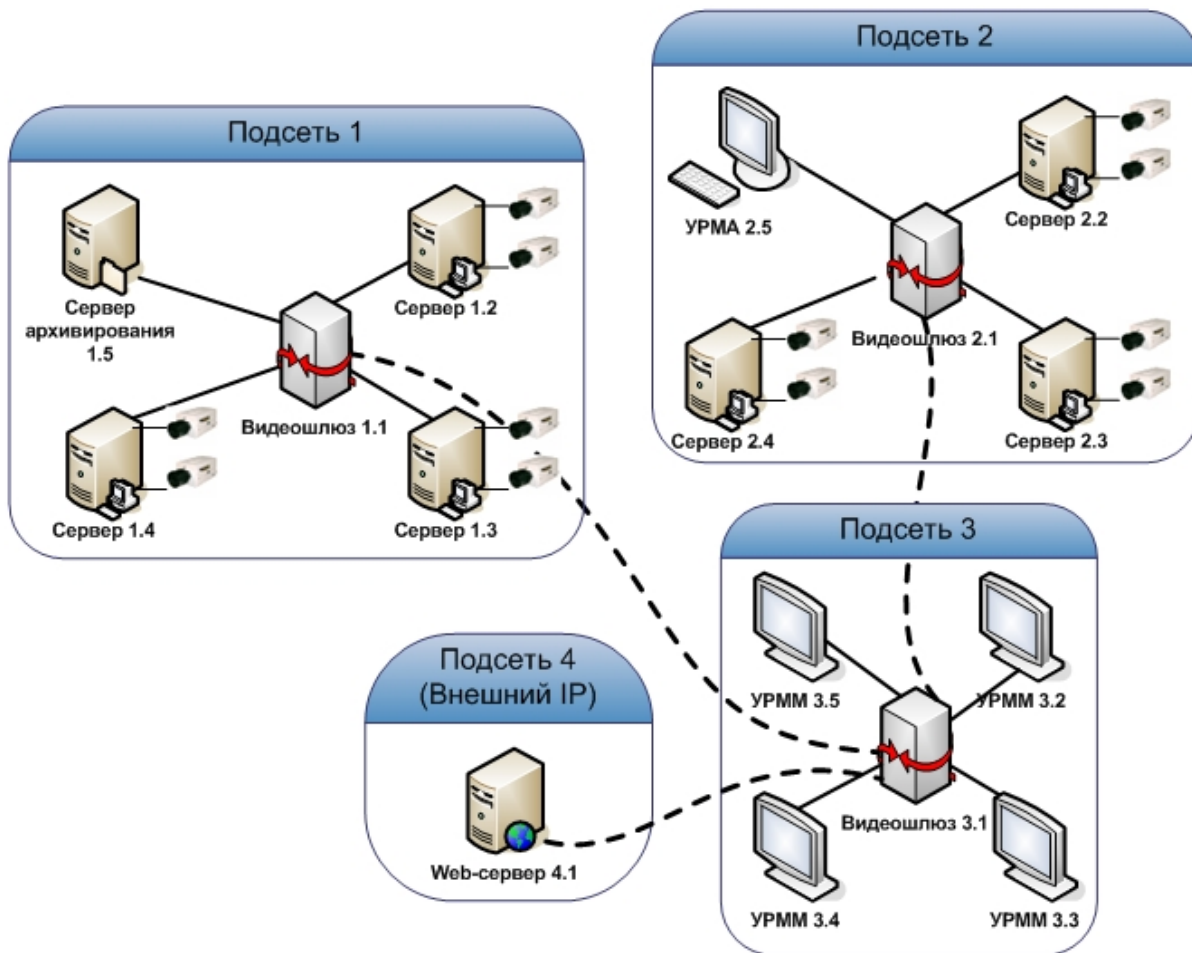 Подсеть 1
Сервер
архивирования
1.5
Сервер 1.2
Видеошлюз 1.1
Сервер 1.4
Сервер 1.3
Подсеть 2
УРМА 2.5
Сервер 2.2
Видеошлюз 2.1
Сервер 2.4
Сервер 2.3
Подсеть 3
УРММ 3.5
УРММ 3.2
Видеошлюз 3.1
УРММ 3.4
УРММ 3.3
Подсеть 4
(Внешний IP)
Web-сервер 4.1